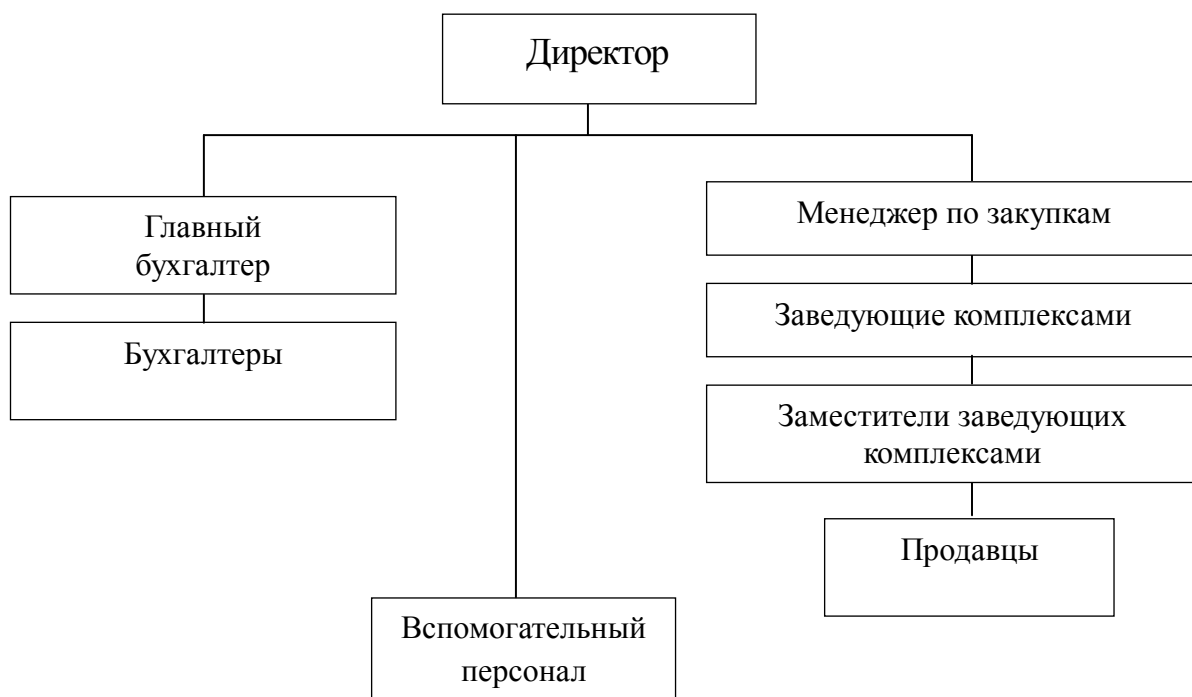 Директор
Главный
бухгалтер
Бухгалтеры
Менеджер по закупкам
Заведующие комплексами
Заместители заведующих
комплексами
Продавцы
Вспомогательный
персонал